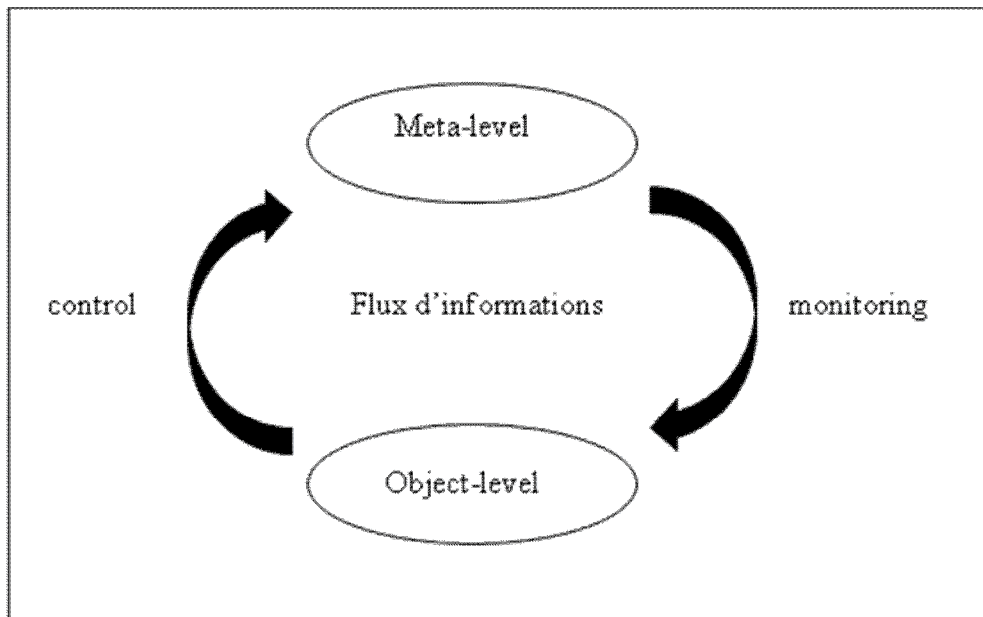 Meta-level
control
Flux d’informations
monitoring
Object-level